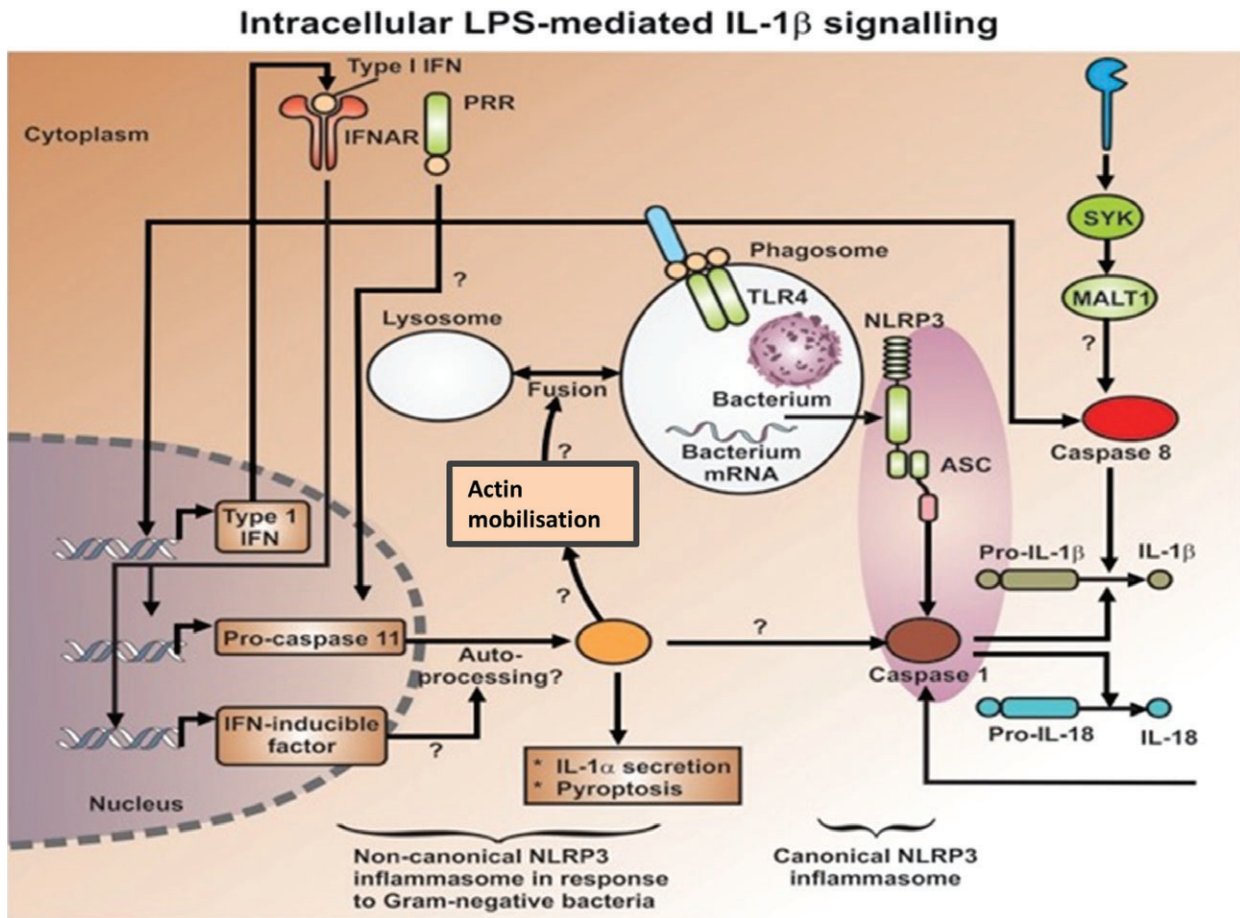 Intracellular LPS-mediated IL-1β signalling
Type I IFN
PRR
Cytoplasm
IFNAR
SYK
Phagosome
?
TLR4
MALT1
Lysosome
NLRP3
?
Fusion
Bacterium
?
Bacterium
mRNA
ASC
Caspase 8
Actin
mobilisation
Type 1
IFN
Pro-IL-1β
IL-1β
?
Pro-caspase 11
?
Auto-
processing?
Caspase 1
IFN-inducible
factor
?
Pro-IL-18
IL-18
* IL-1α secretion
* Pyroptosis
Nucleus
Non-canonical NLRP3
inflammasome in response
to Gram-negative bacteria
Canonical NLRP3
inflammasome